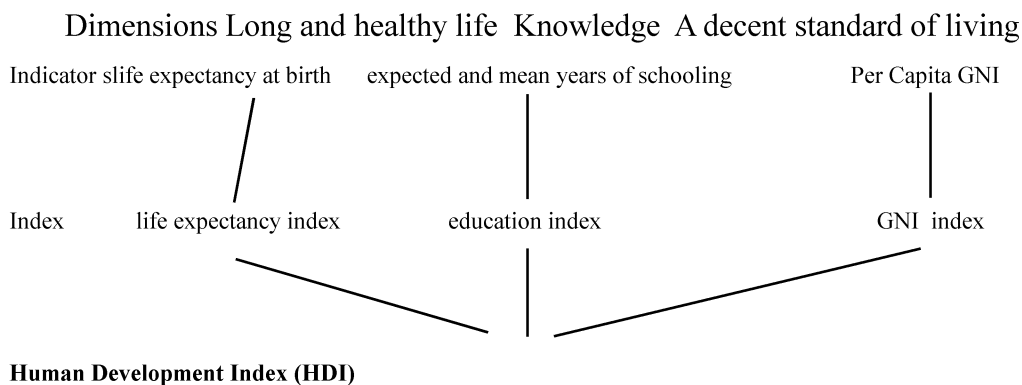 Dimensions Long and healthy life Knowledge A decent standard of living
Indicator slife expectancy at birth expected and mean years of schooling Per Capita GNI
Index life expectancy index education index GNI index
Human Development Index (HDI)